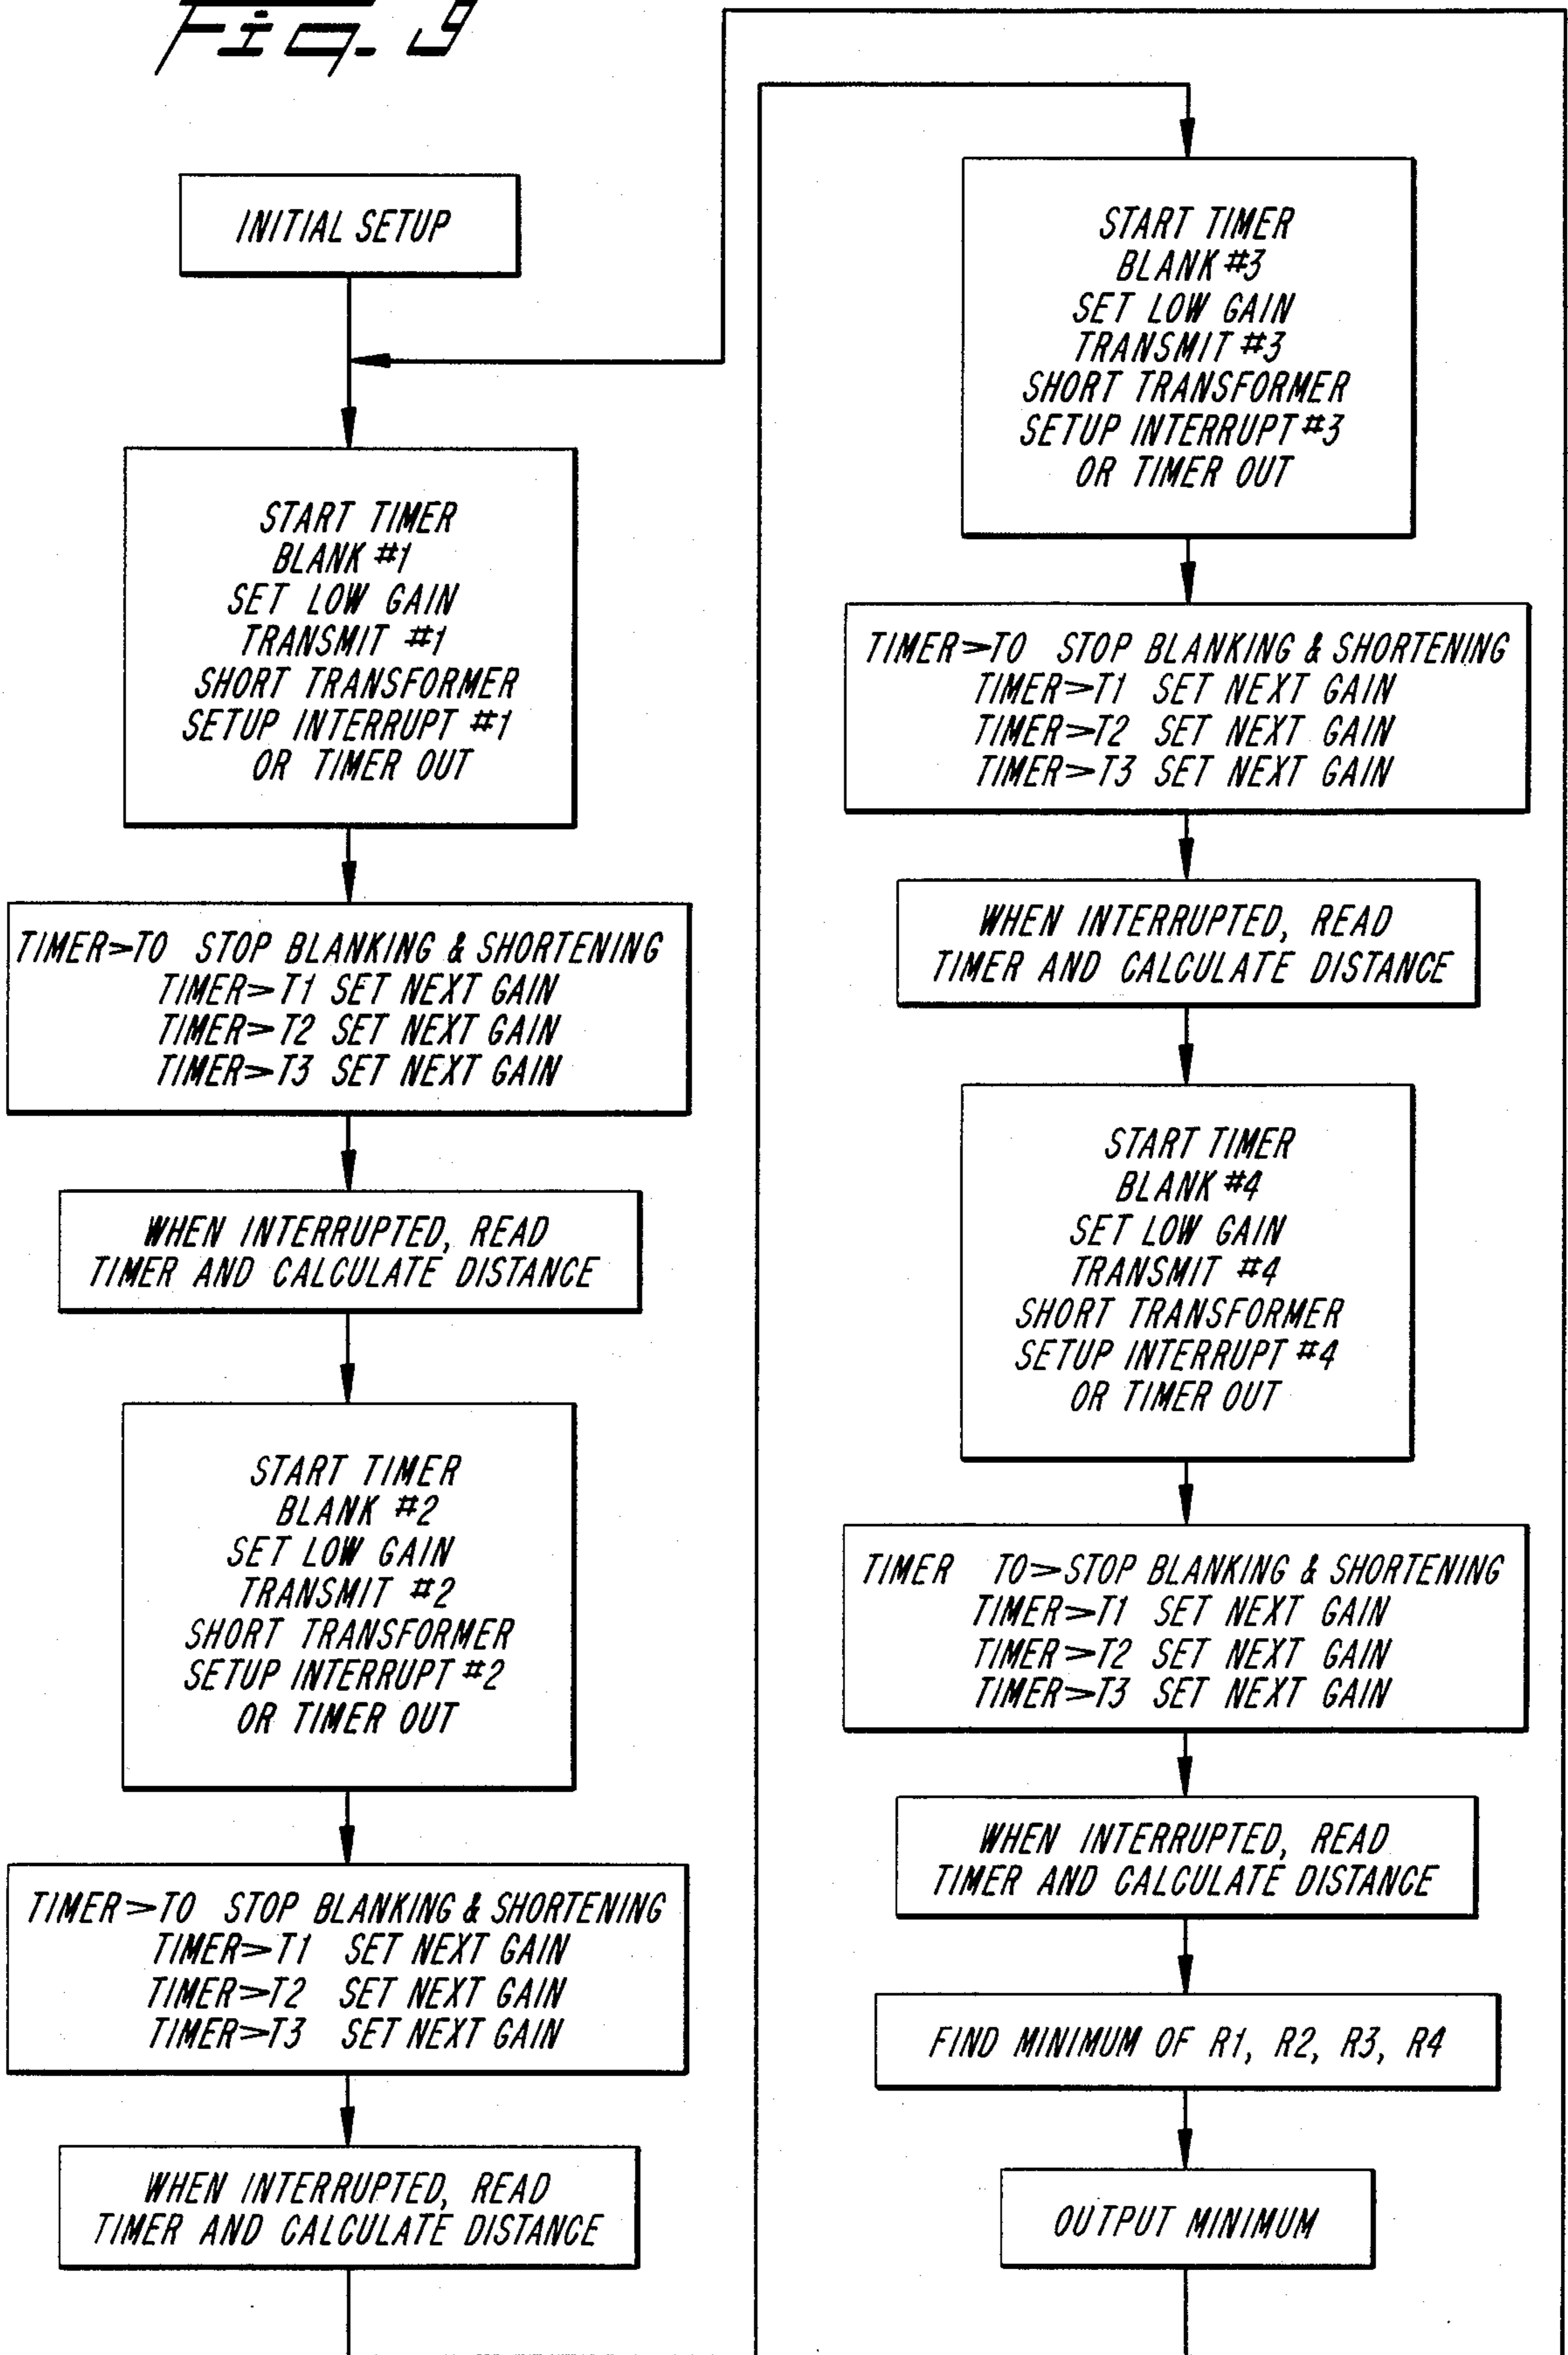 Fig. 9
INITIAL SETUP
START TIMER
BLANK #1
SET LOW GAIN
TRANSMIT #1
SHORT TRANSFORMER
SETUP INTERRUPT #1
OR TIMER OUT
TIMER>TO STOP BLANKING & SHORTENING
TIMER>T1 SET NEXT GAIN
TIMER>T2 SET NEXT GAIN
TIMER>T3 SET NEXT GAIN
WHEN INTERRUPTED, READ
TIMER AND CALCULATE DISTANCE
START TIMER
BLANK #2
SET LOW GAIN
TRANSMIT #2
SHORT TRANSFORMER
SETUP INTERRUPT #2
OR TIMER OUT
TIMER>TO STOP BLANKING & SHORTENING
TIMER>T1 SET NEXT GAIN
TIMER>T2 SET NEXT GAIN
TIMER>T3 SET NEXT GAIN
WHEN INTERRUPTED, READ
TIMER AND CALCULATE DISTANCE
START TIMER
BLANK #3
SET LOW GAIN
TRANSMIT #3
SHORT TRANSFORMER
SETUP INTERRUPT #3
OR TIMER OUT
TIMER>TO STOP BLANKING & SHORTENING
TIMER>T1 SET NEXT GAIN
TIMER>T2 SET NEXT GAIN
TIMER>T3 SET NEXT GAIN
WHEN INTERRUPTED, READ
TIMER AND CALCULATE DISTANCE
START TIMER
BLANK #4
SET LOW GAIN
TRANSMIT #4
SHORT TRANSFORMER
SETUP INTERRUPT #4
OR TIMER OUT
TIMER TO>STOP BLANKING & SHORTENING
TIMER>T1 SET NEXT GAIN
TIMER>T2 SET NEXT GAIN
TIMER>T3 SET NEXT GAIN
WHEN INTERRUPTED, READ
TIMER AND CALCULATE DISTANCE
FIND MINIMUM OF R1, R2, R3, R4
OUTPUT MINIMUM